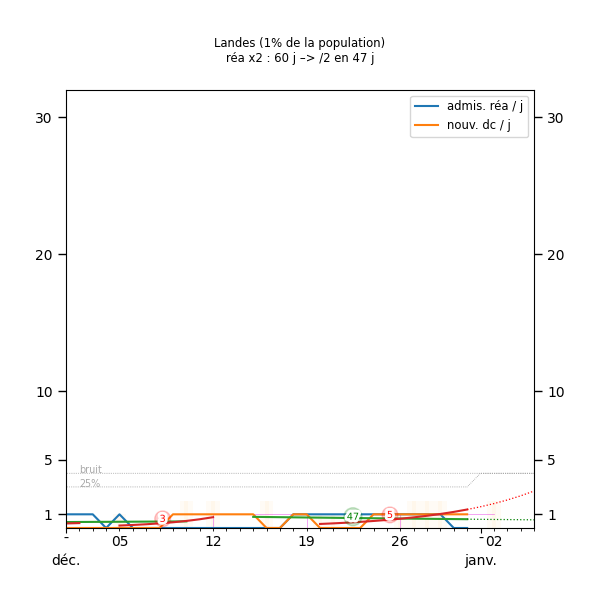 Landes (1% de la population)
réa x2 : 60 j –> /2 en 47 j
admis. réa / j
nouv. dc / j
30 30
20 20
10 10
5 5
bruit
25%
1 1
3 47 5
- 05 12 19 26 - 02
déc. janv.